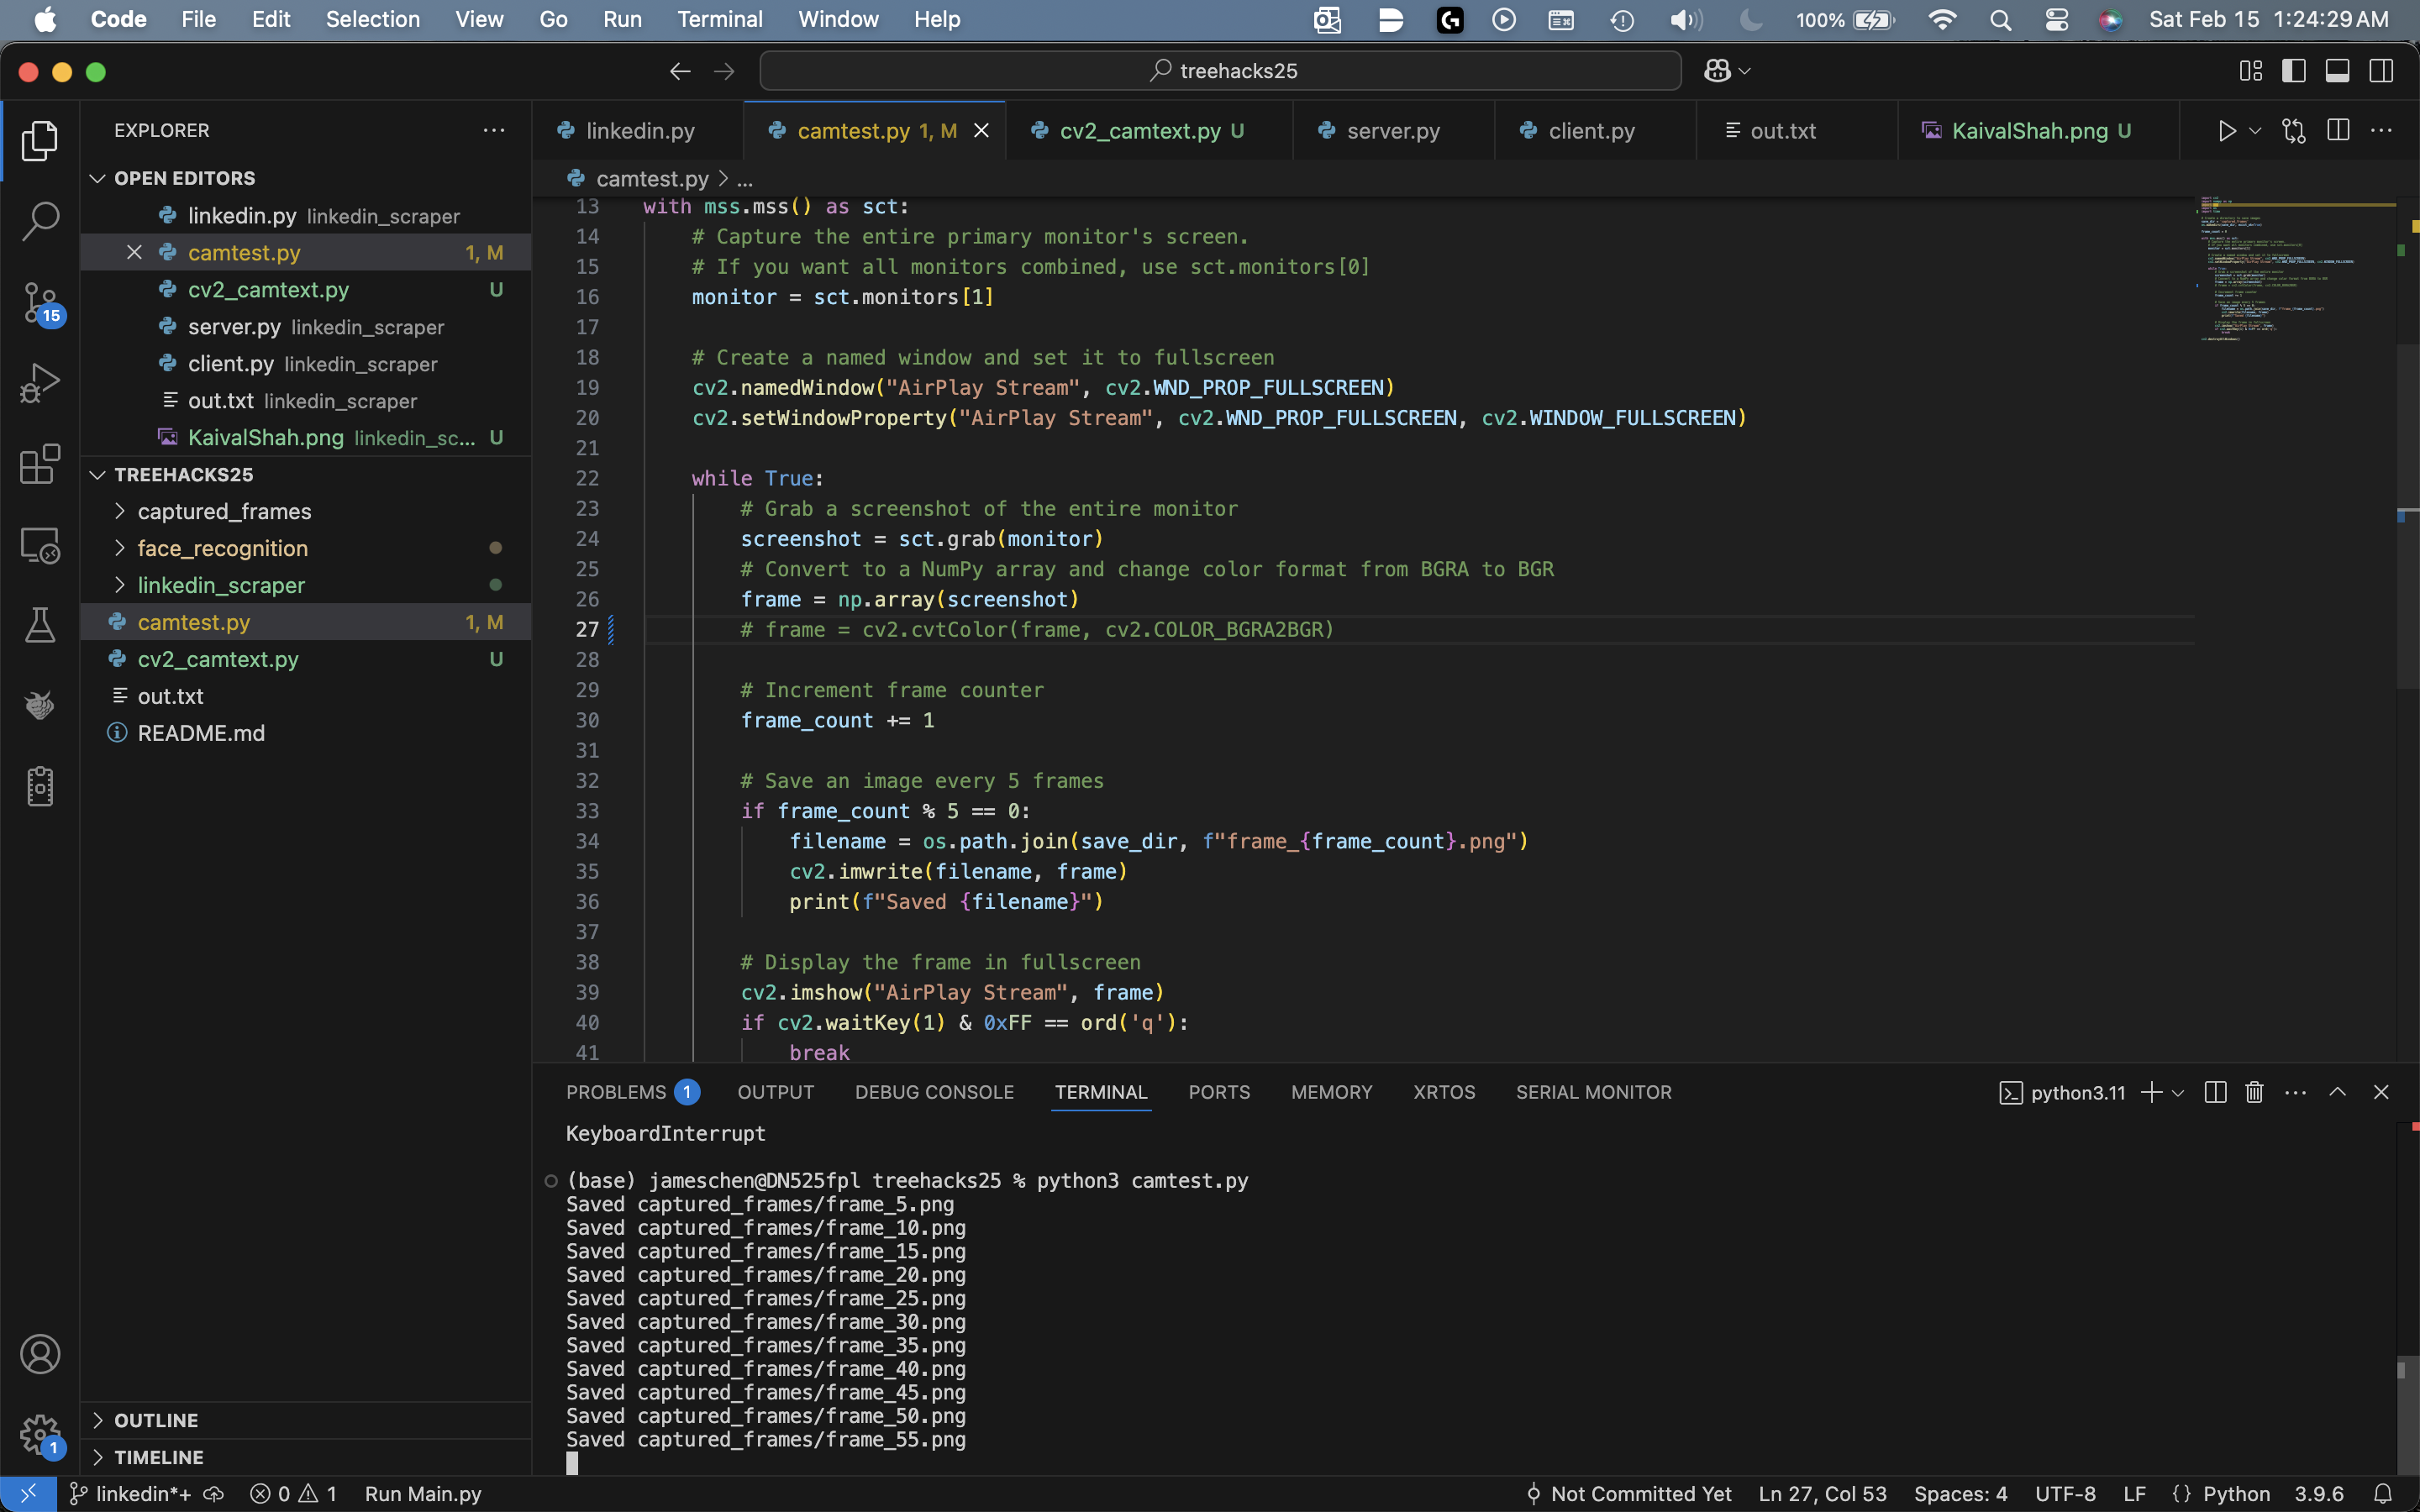 Code File Edit Selection View Go Run Terminal Window Help 100% Sat Feb 15 1:24:29 AM
treehacks25
EXPLORER
OPEN EDITORS
linkedin.py linkedin_scraper
camtest.py 1, M
cv2_camtext.py U
server.py linkedin_scraper
client.py linkedin_scraper
out.txt linkedin_scraper
KaivalShah.png linkedin_sc... U
TREEHACKS25
captured_frames
face_recognition
linkedin_scraper
camtest.py 1, M
cv2_camtext.py U
out.txt
README.md
OUTLINE
TIMELINE
15
1
linkedin.py camtest.py 1, M cv2_camtext.py U server.py client.py out.txt KaivalShah.png U
camtest.py > ...
13 with mss.mss() as sct:
14 # Capture the entire primary monitor's screen.
15 # If you want all monitors combined, use sct.monitors[0]
16 monitor = sct.monitors[1]
17
18 # Create a named window and set it to fullscreen
19 cv2.namedWindow("AirPlay Stream", cv2.WND_PROP_FULLSCREEN)
20 cv2.setWindowProperty("AirPlay Stream", cv2.WND_PROP_FULLSCREEN, cv2.WINDOW_FULLSCREEN)
21
22 while True:
23 # Grab a screenshot of the entire monitor
24 screenshot = sct.grab(monitor)
25 # Convert to a NumPy array and change color format from BGRA to BGR
26 frame = np.array(screenshot)
27 # frame = cv2.cvtColor(frame, cv2.COLOR_BGRA2BGR)
28
29 # Increment frame counter
30 frame_count += 1
31
32 # Save an image every 5 frames
33 if frame_count % 5 == 0:
34 filename = os.path.join(save_dir, f"frame_{frame_count}.png")
35 cv2.imwrite(filename, frame)
36 print(f"Saved {filename}")
37
38 # Display the frame in fullscreen
39 cv2.imshow("AirPlay Stream", frame)
40 if cv2.waitKey(1) & 0xFF == ord('q'):
41 break
PROBLEMS 1 OUTPUT DEBUG CONSOLE TERMINAL PORTS MEMORY XRTOS SERIAL MONITOR python3.11
KeyboardInterrupt
(base) jameschen@DN525fpl treehacks25 % python3 camtest.py
Saved captured_frames/frame_5.png
Saved captured_frames/frame_10.png
Saved captured_frames/frame_15.png
Saved captured_frames/frame_20.png
Saved captured_frames/frame_25.png
Saved captured_frames/frame_30.png
Saved captured_frames/frame_35.png
Saved captured_frames/frame_40.png
Saved captured_frames/frame_45.png
Saved captured_frames/frame_50.png
Saved captured_frames/frame_55.png
linkedin*+ 0 1 Run Main.py Not Committed Yet Ln 27, Col 53 Spaces: 4 UTF-8 LF {} Python 3.9.6